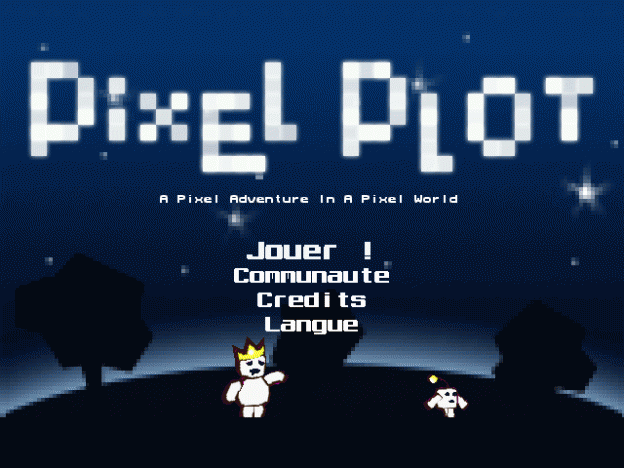 Pixel Plot
A Pixel Adventure In A Pixel World
Jouer !
Communaute
Credits
Langue